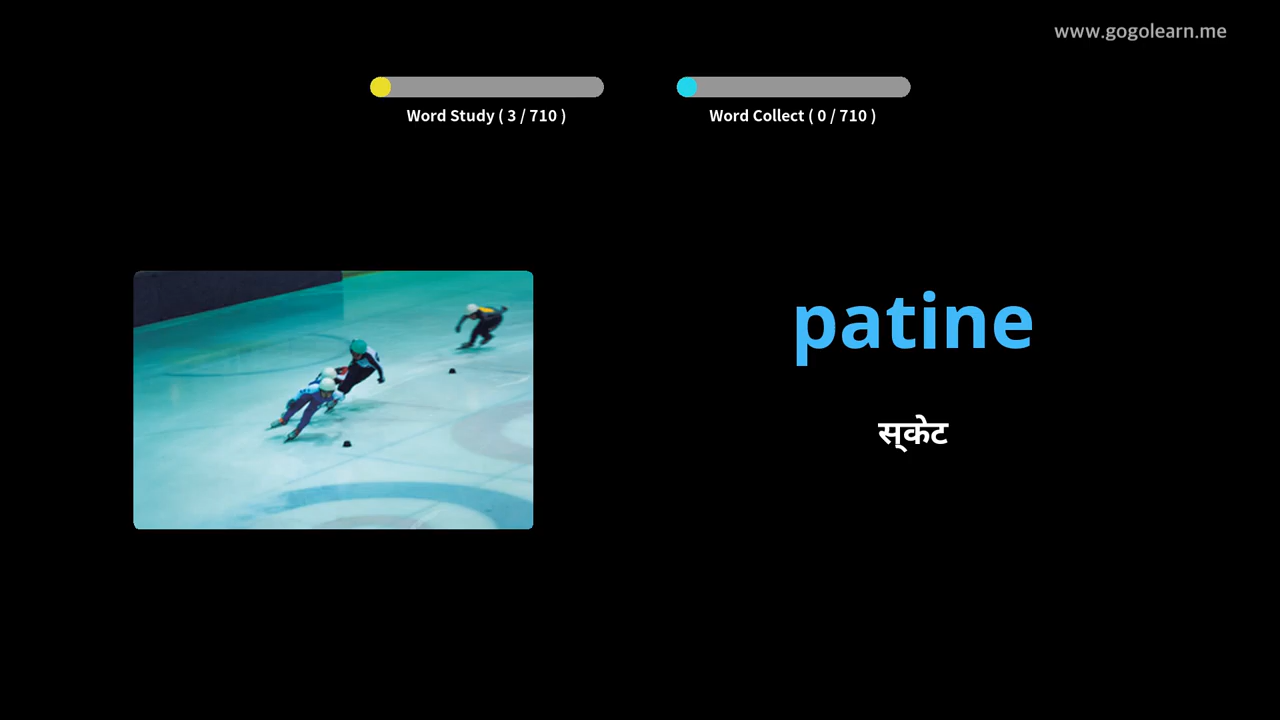 www.gogolearn.me
Word Study ( 3 / 710 )
Word Collect ( 0 / 710 )
patine
स्केट